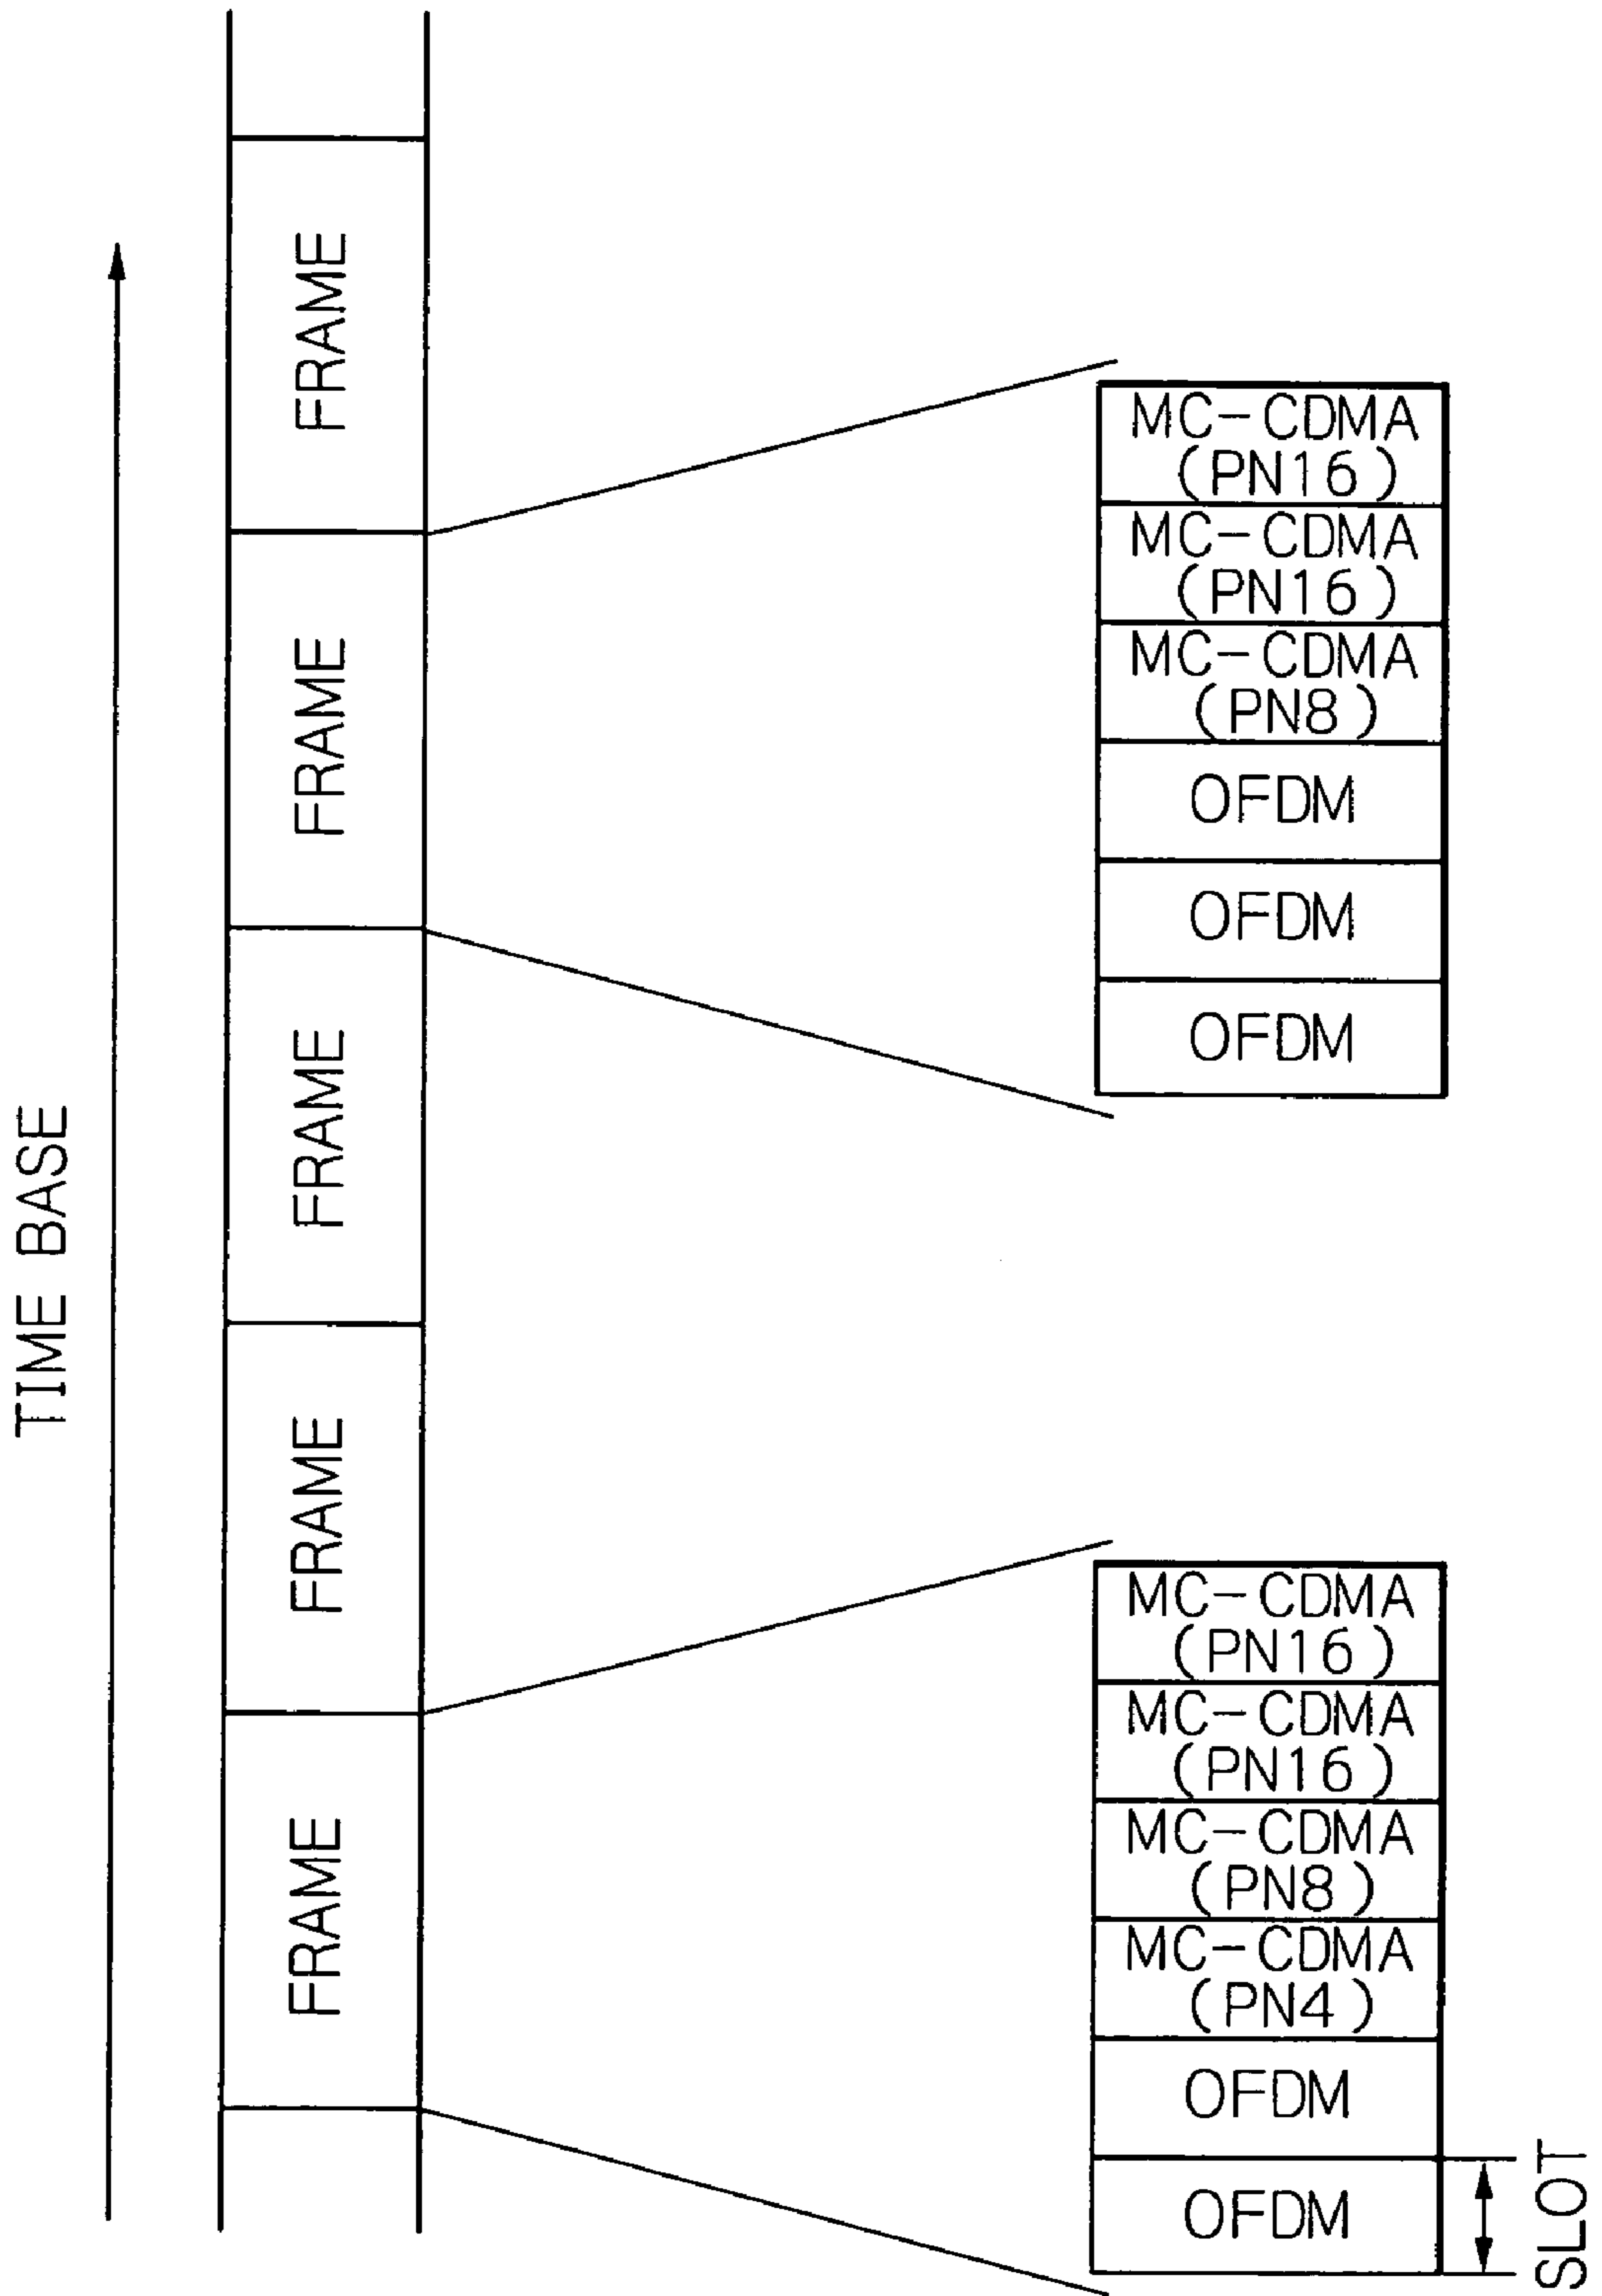 TIME BASE
FRAME
FRAME
FRAME
FRAME
FRAME
MC-CDMA
(PN16)
MC-CDMA
(PN16)
MC-CDMA
(PN8)
OFDM
OFDM
OFDM
MC-CDMA
(PN16)
MC-CDMA
(PN16)
MC-CDMA
(PN8)
MC-CDMA
(PN4)
OFDM
OFDM
SLOT